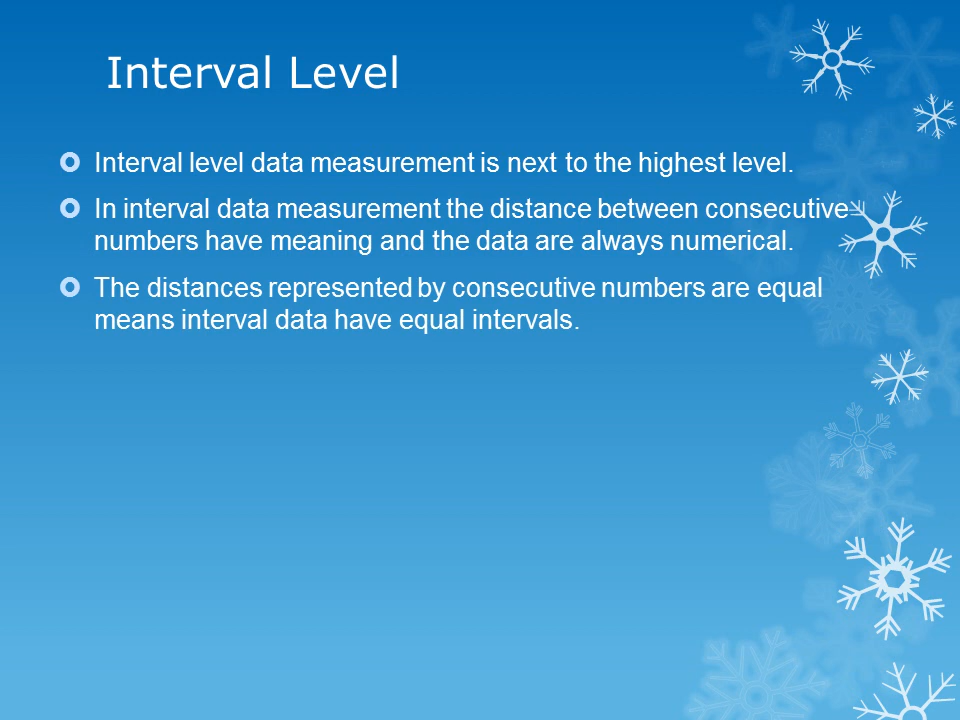 Interval Level
Interval level data measurement is next to the highest level.
In interval data measurement the distance between consecutive
numbers have meaning and the data are always numerical.
The distances represented by consecutive numbers are equal
means interval data have equal intervals.